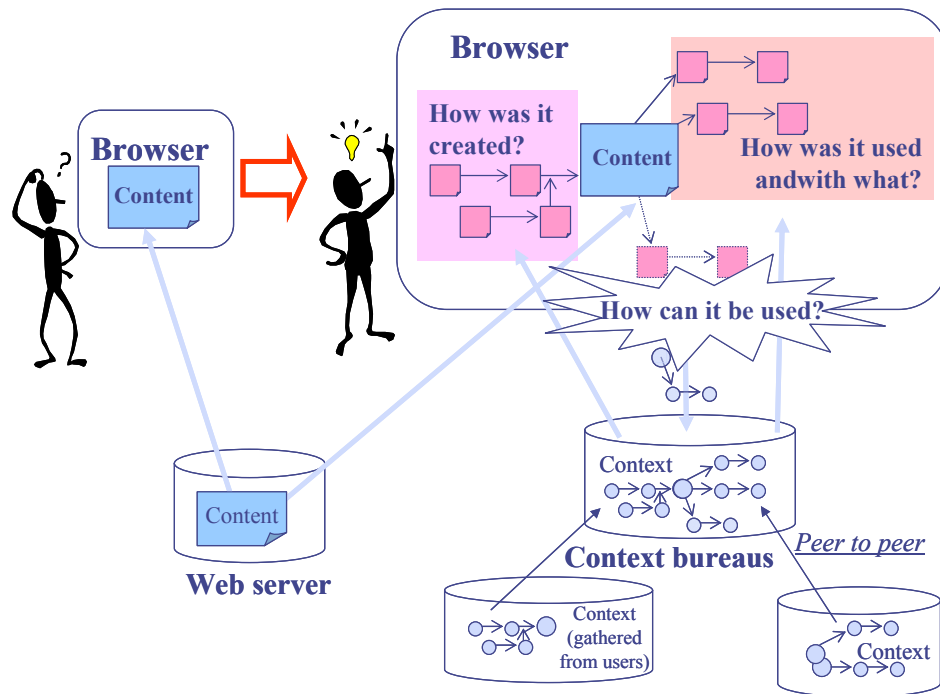 Browser
Content
?
Browser
How was it
created?
Content
How was it used
andwith what?
How can it be used?
Content
Web server
Context
Context bureaus
Peer to peer
Context
(gathered
from users)
Context